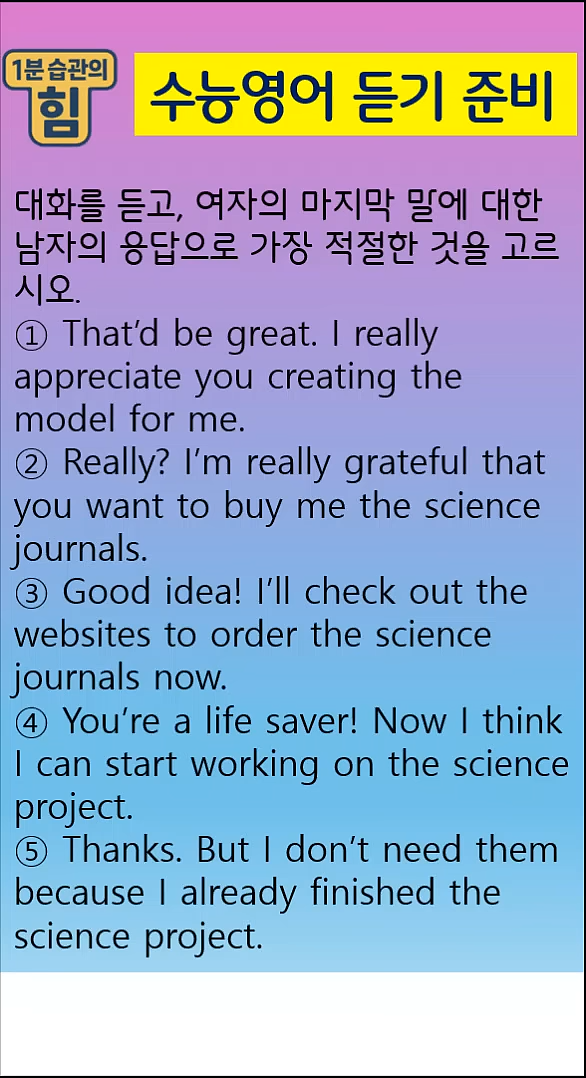 1분 습관의
힘
수능영어 듣기 준비
대화를 듣고, 여자의 마지막 말에 대한
남자의 응답으로 가장 적절한 것을 고르
시오.
① That’d be great. I really
appreciate you creating the
model for me.
② Really? I’m really grateful that
you want to buy me the science
journals.
③ Good idea! I’ll check out the
websites to order the science
journals now.
④ You’re a life saver! Now I think
I can start working on the science
project.
⑤ Thanks. But I don’t need them
because I already finished the
science project.